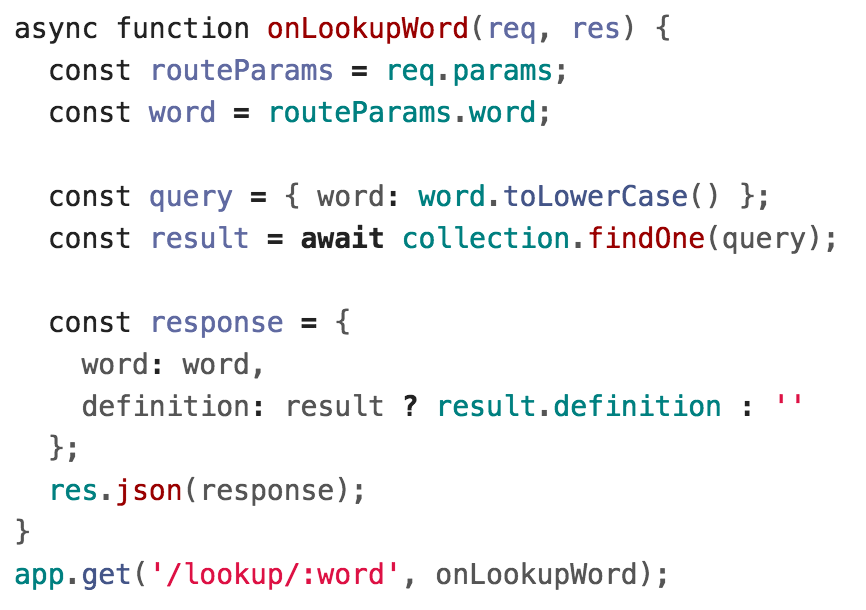 async function onLookupWord(req, res) {
  const routeParams = req.params;
  const word = routeParams.word;

  const query = { word: word.toLowerCase() };
  const result = await collection.findOne(query);

  const response = {
    word: word,
    definition: result ? result.definition : ''
  };
  res.json(response);
}
app.get('/lookup/:word', onLookupWord);